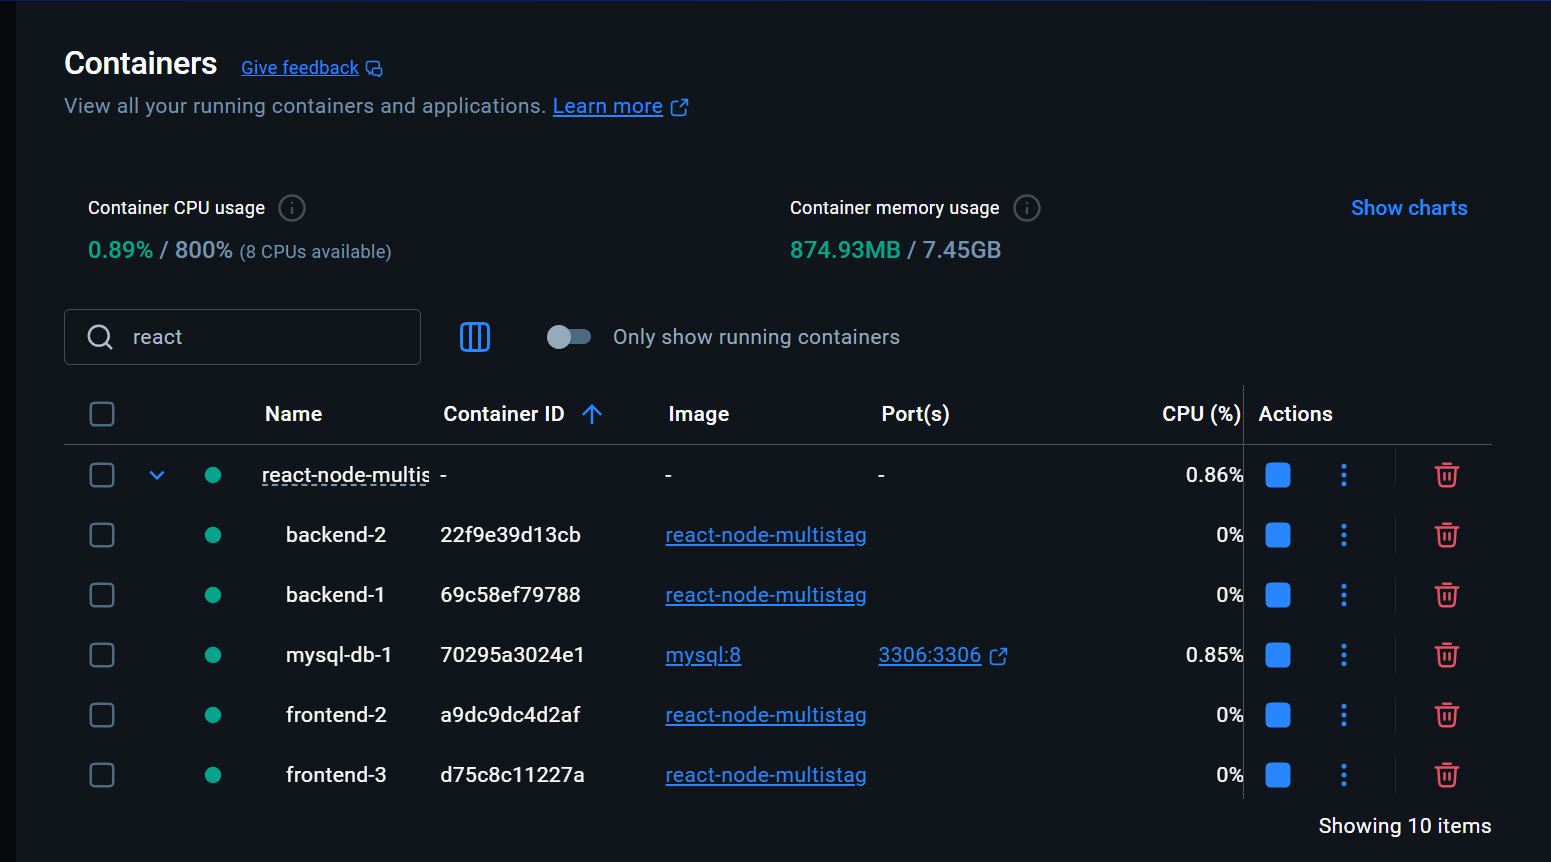 Containers Give feedback
View all your running containers and applications. Learn more
Container CPU usage Container memory usage Show charts
0.89% / 800% (8 CPUs available) 874.93MB / 7.45GB
react Only show running containers
Name Container ID Image Port(s) CPU (%) Actions
react-node-multis - - - 0.86%
backend-2 22f9e39d13cb react-node-multistag 0%
backend-1 69c58ef79788 react-node-multistag 0%
mysql-db-1 70295a3024e1 mysql:8 3306:3306 0.85%
frontend-2 a9dc9dc4d2af react-node-multistag 0%
frontend-3 d75c8c11227a react-node-multistag 0%
Showing 10 items